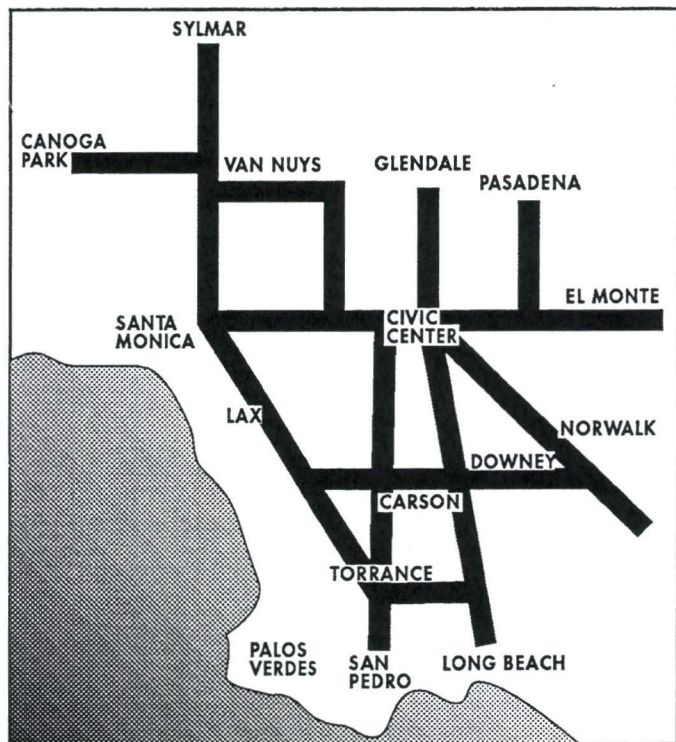 SYLMAR
CANOGA
PARK
VAN NUYS
GLENDALE
PASADENA
EL MONTE
SANTA
MONICA
CIVIC
CENTER
LAX
NORWALK
DOWNEY
CARSON
TORRANCE
PALOS
VERDES
SAN
PEDRO
LONG BEACH